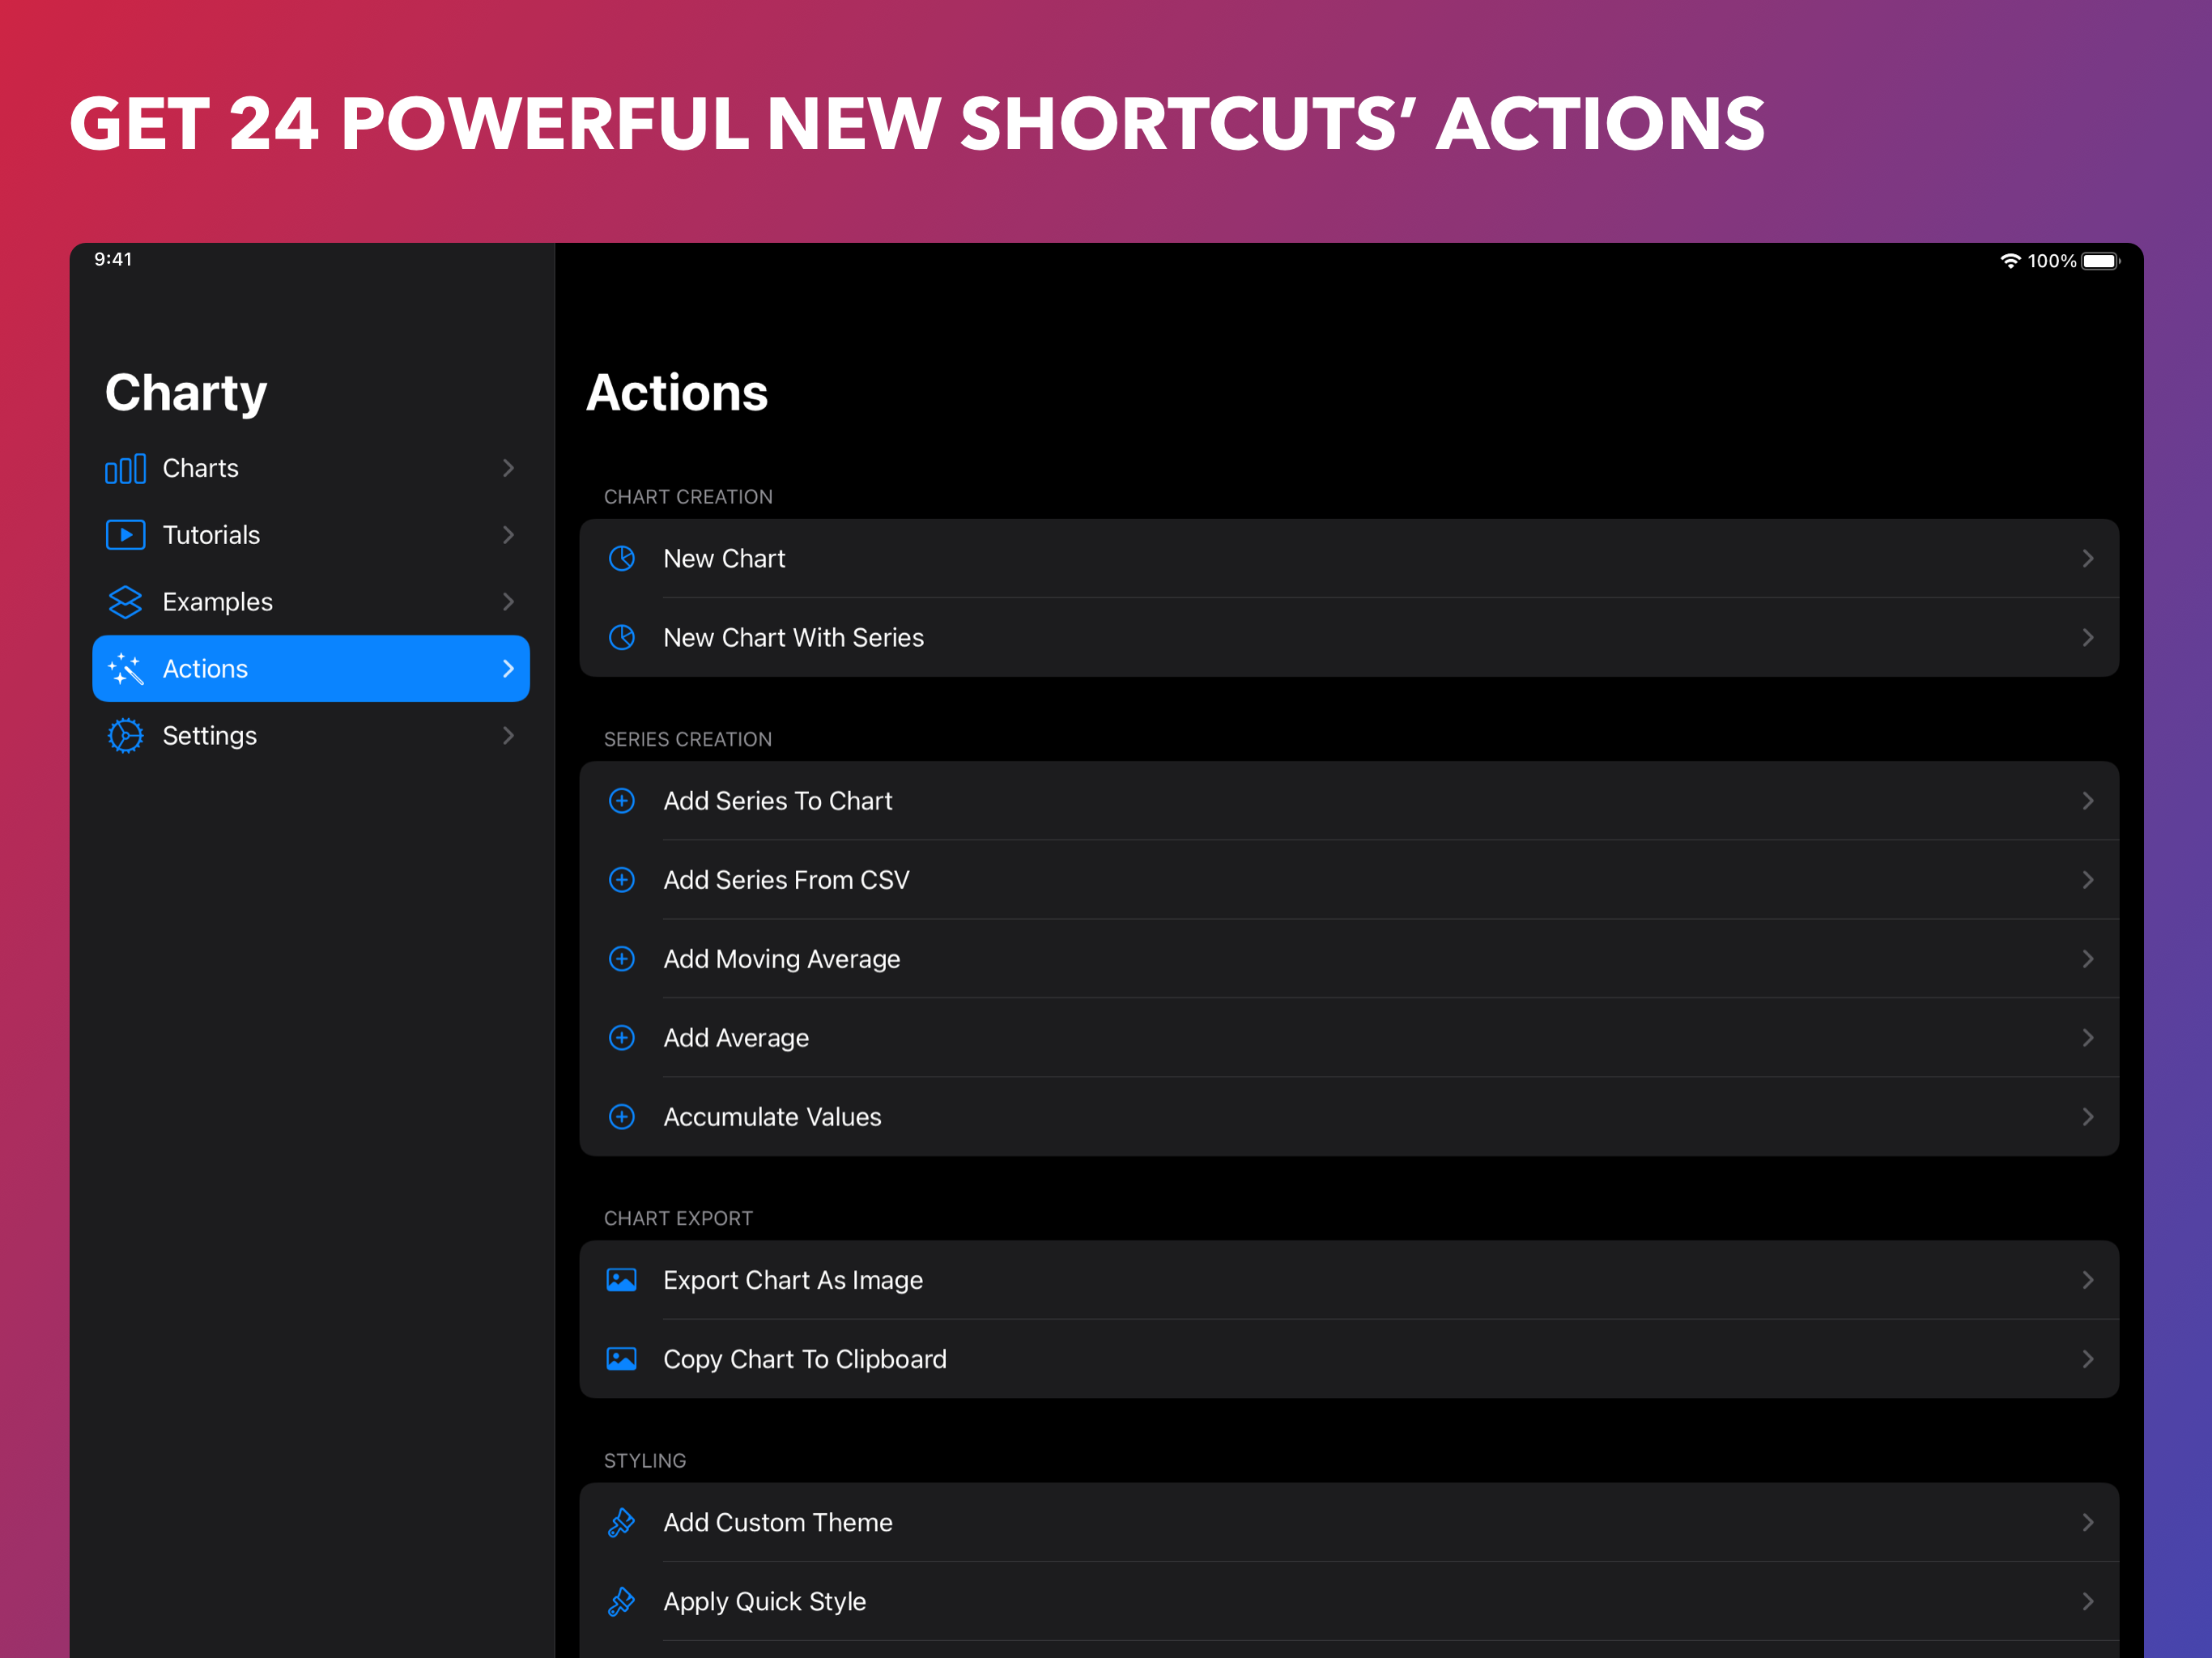 GET 24 POWERFUL NEW SHORTCUTS’ ACTIONS
9:41
100%
Charty
Charts
Tutorials
Examples
Actions
Settings
Actions
CHART CREATION
New Chart
New Chart With Series
SERIES CREATION
Add Series To Chart
Add Series From CSV
Add Moving Average
Add Average
Accumulate Values
CHART EXPORT
Export Chart As Image
Copy Chart To Clipboard
STYLING
Add Custom Theme
Apply Quick Style